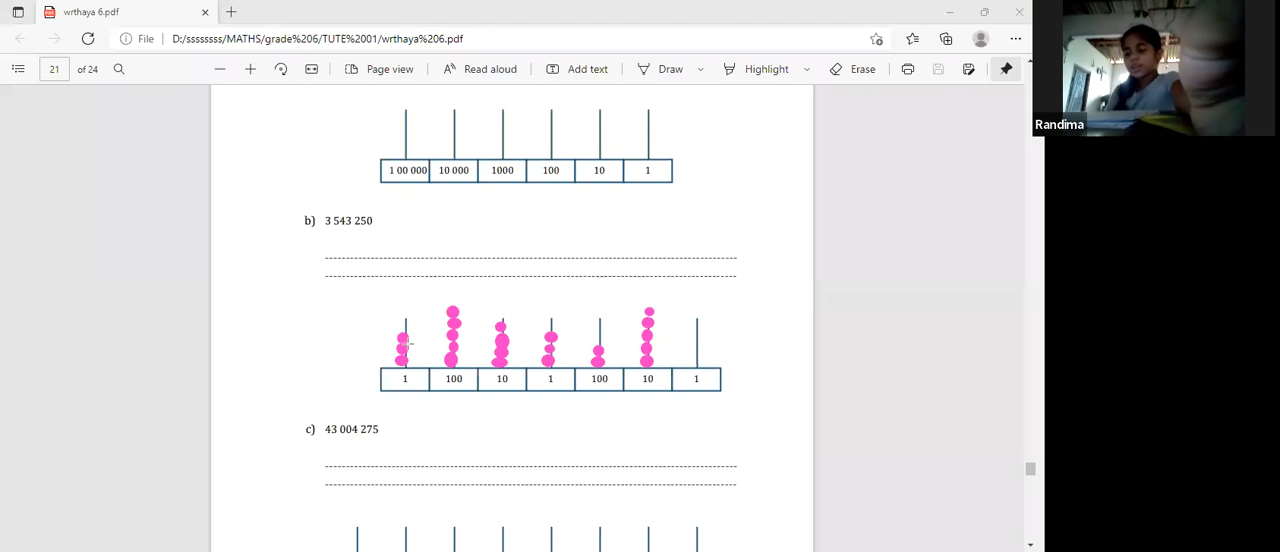 wrthaya 6.pdf
File D:/ssssssss/MATHS/grade%206/TUTE%2001/wrthaya%206.pdf
21 of 24 Page view Read aloud Add text Draw Highlight Erase
Randima
1 00 000 10 000 1000 100 10 1
b) 3 543 250
1 100 10 1 100 10 1
c) 43 004 275